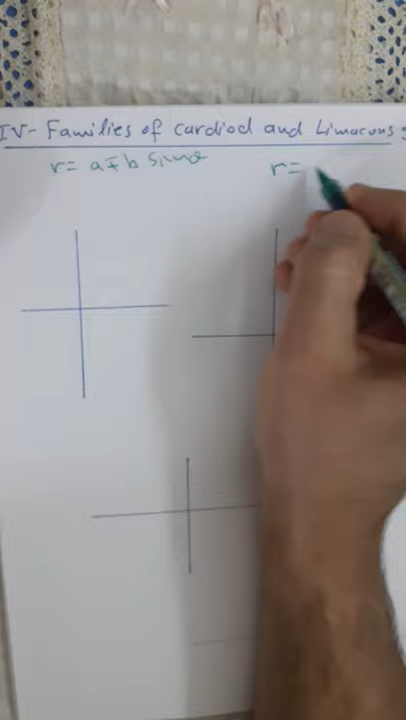 IV- Families of Cardiod and Limacons
r= a∓b Sinθ
r=